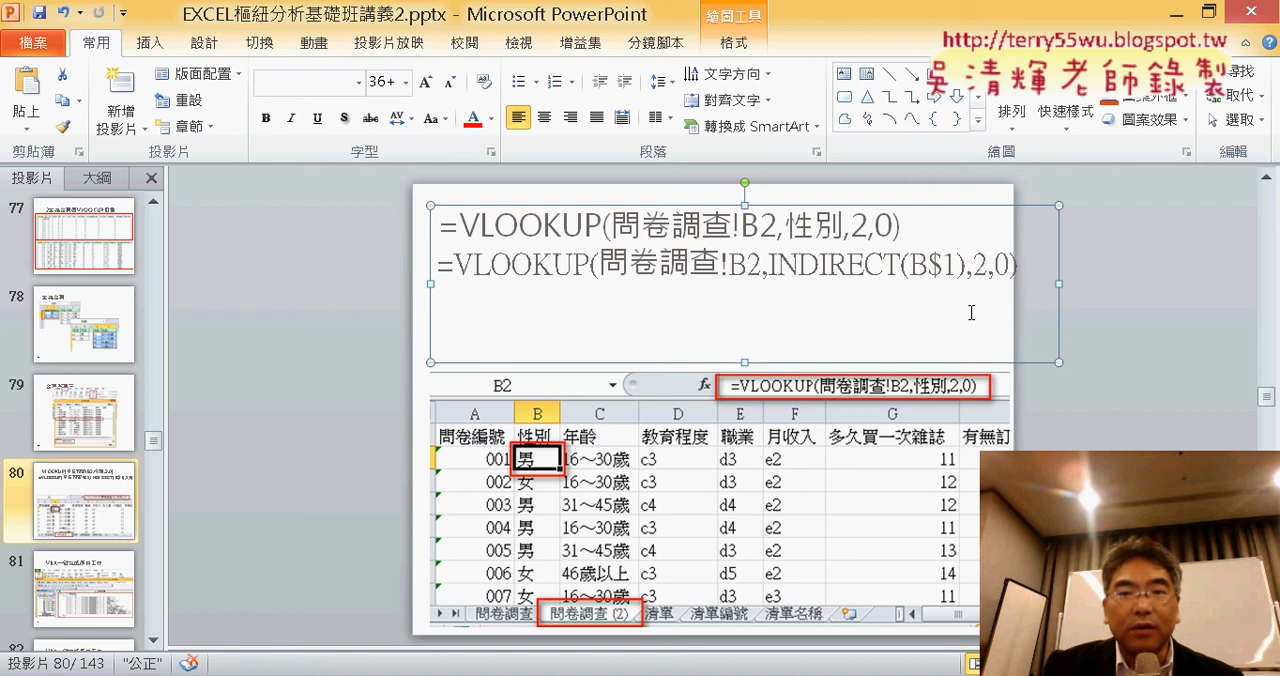 EXCEL樞紐分析基礎班講義2.pptx - Microsoft PowerPoint
繪圖工具
檔案 常用 插入 設計 切換 動畫 投影片放映 校閱 檢視 增益集 分鏡腳本 格式
http://terry55wu.blogspot.tw
吳清輝老師錄製
貼上
新增
投影片
版面配置
重設
章節
36
B I U S abc AV Aa A
文字方向
對齊文字
轉換成 SmartArt
排列
快速樣式
圖案效果
尋找
取代
選取
剪貼簿 投影片 字型 段落 繪圖 編輯
投影片 大綱
77
78
79
80
81
82
=VLOOKUP(問卷調查!B2,性別,2,0)
=VLOOKUP(問卷調查!B2,INDIRECT(B$1),2,0)
B2 fx =VLOOKUP(問卷調查!B2,性別,2,0)
A B C D E F G
問卷編號 性別 年齡 教育程度 職業 月收入 多久買一次雜誌 有無訂
001 男 16～30歲 c3 d3 e2 11
002 女 16～30歲 c3 d3 e2 12
003 男 31～45歲 c4 d4 e2 12
004 男 16～30歲 c3 d4 e2 11
005 男 31～45歲 c4 d3 e2 13
006 女 46歲以上 c3 d5 e2 14
007 女 16～30歲 c3 d3 e3 11
問卷調查 問卷調查 (2) 清單 清單編號 清單名稱
投影片 80/ 143 "公正"